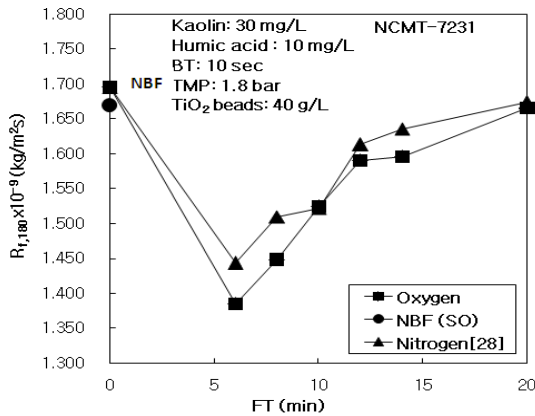 Kaolin: 30 mg/L
NCMT-7231
Humic acid : 10 mg/L
BT: 10 sec
NBF
TMP: 1.8 bar
TiO₂ beads: 40 g/L
R_f,180×10⁻⁹ (kg/m²s)
1.800
1.750
1.700
1.650
1.600
1.550
1.500
1.450
1.400
1.350
1.300
Oxygen
NBF (SO)
Nitrogen[28]
0
5
10
15
20
FT (min)